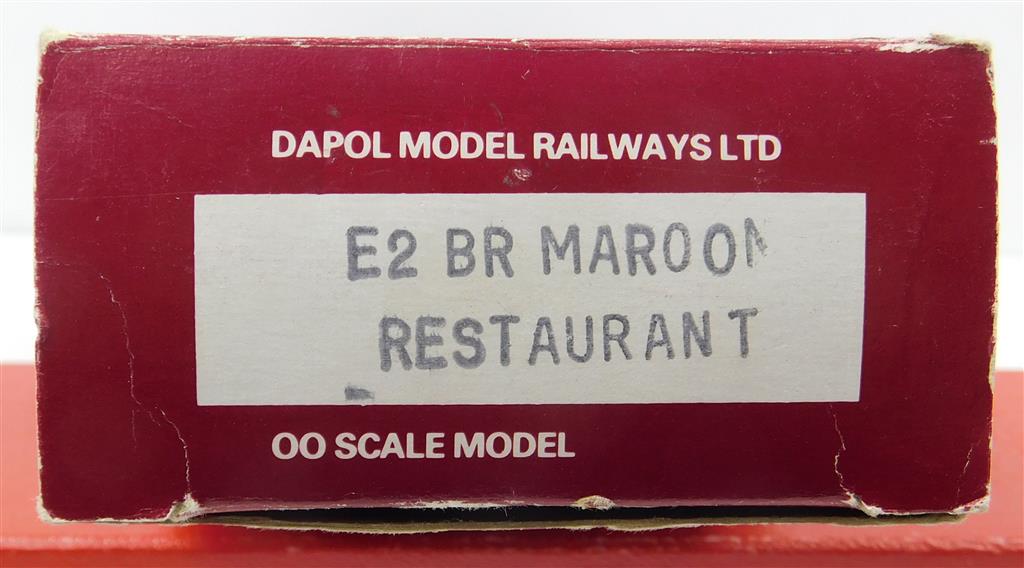 DAPOL MODEL RAILWAYS LTD
E2 BR MAROON
RESTAURANT
OO SCALE MODEL